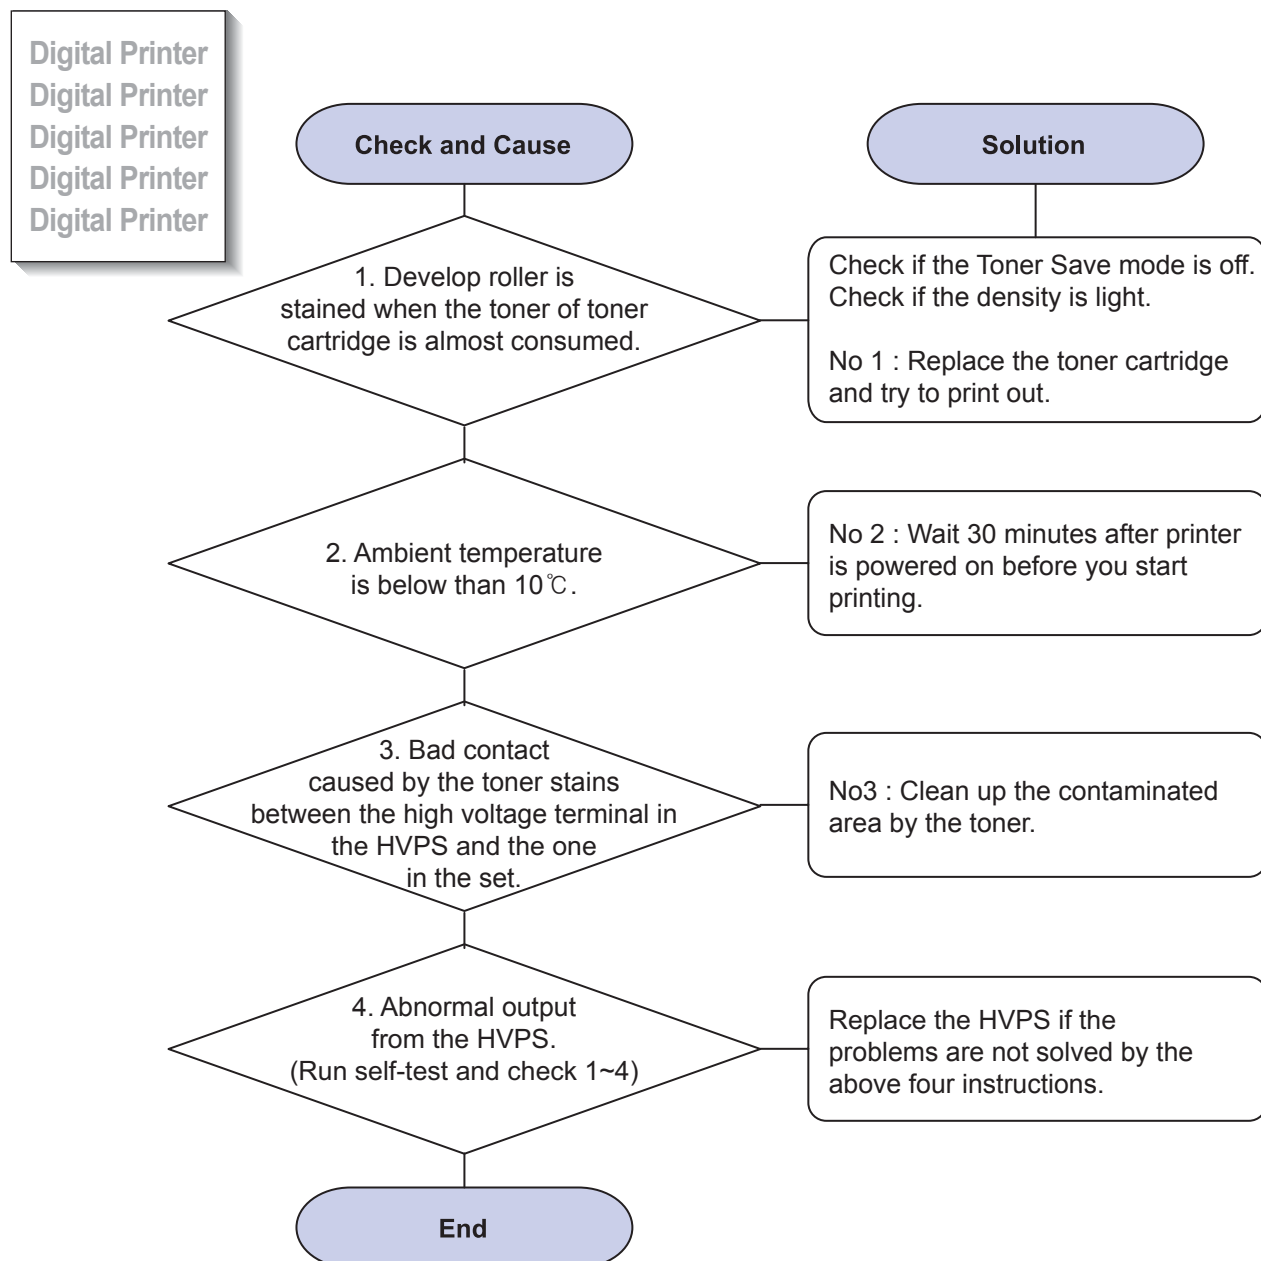 Digital Printer
Digital Printer
Digital Printer
Digital Printer
Digital Printer
Check and Cause
Solution
1. Develop roller is
stained when the toner of toner
cartridge is almost consumed.
Check if the Toner Save mode is off.
Check if the density is light.
No 1 : Replace the toner cartridge
and try to print out.
2. Ambient temperature
is below than 10℃.
No 2 : Wait 30 minutes after printer
is powered on before you start
printing.
3. Bad contact
caused by the toner stains
between the high voltage terminal in
the HVPS and the one
in the set.
No3 : Clean up the contaminated
area by the toner.
4. Abnormal output
from the HVPS.
(Run self-test and check 1~4)
Replace the HVPS if the
problems are not solved by the
above four instructions.
End